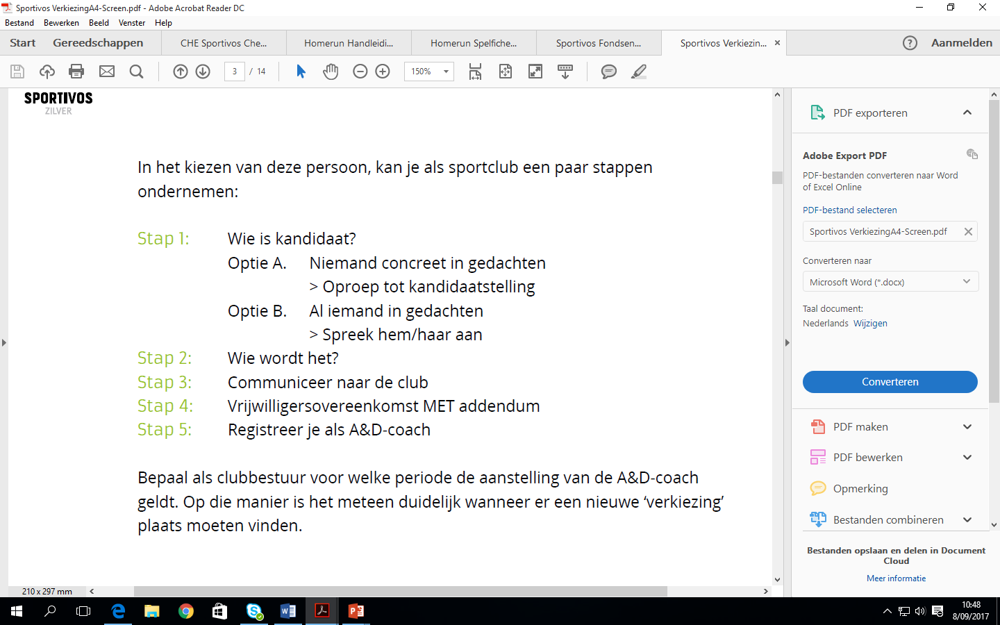 Sportivos VerkiezingA4-Screen.pdf - Adobe Acrobat Reader DC
Bestand Bewerken Beeld Venster Help
Start Gereedschappen CHE Sportivos Che... Homerun Handleidi... Homerun Spelfiche... Sportivos Fondsen... Sportivos Verkiezin... × ? Aanmelden
3 / 14 150%
SPORTIVOS
ZILVER
In het kiezen van deze persoon, kan je als sportclub een paar stappen
ondernemen:
Stap 1: Wie is kandidaat?
Optie A. Niemand concreet in gedachten
> Oproep tot kandidaatstelling
Optie B. Al iemand in gedachten
> Spreek hem/haar aan
Stap 2: Wie wordt het?
Stap 3: Communiceer naar de club
Stap 4: Vrijwilligersovereenkomst MET addendum
Stap 5: Registreer je als A&D-coach
Bepaal als clubbestuur voor welke periode de aanstelling van de A&D-coach
geldt. Op die manier is het meteen duidelijk wanneer er een nieuwe ‘verkiezing’
plaats moeten vinden.
210 x 297 mm
PDF exporteren
Adobe Export PDF
PDF-bestanden converteren naar Word
of Excel Online
PDF-bestand selecteren
Sportivos VerkiezingA4-Screen.pdf
Converteren naar
Microsoft Word (*.docx)
Taal document:
Nederlands Wijzigen
Converteren
PDF maken
PDF bewerken
Opmerking
Bestanden combineren
Bestanden opslaan en delen in Document
Cloud
Meer informatie
10:48
8/09/2017